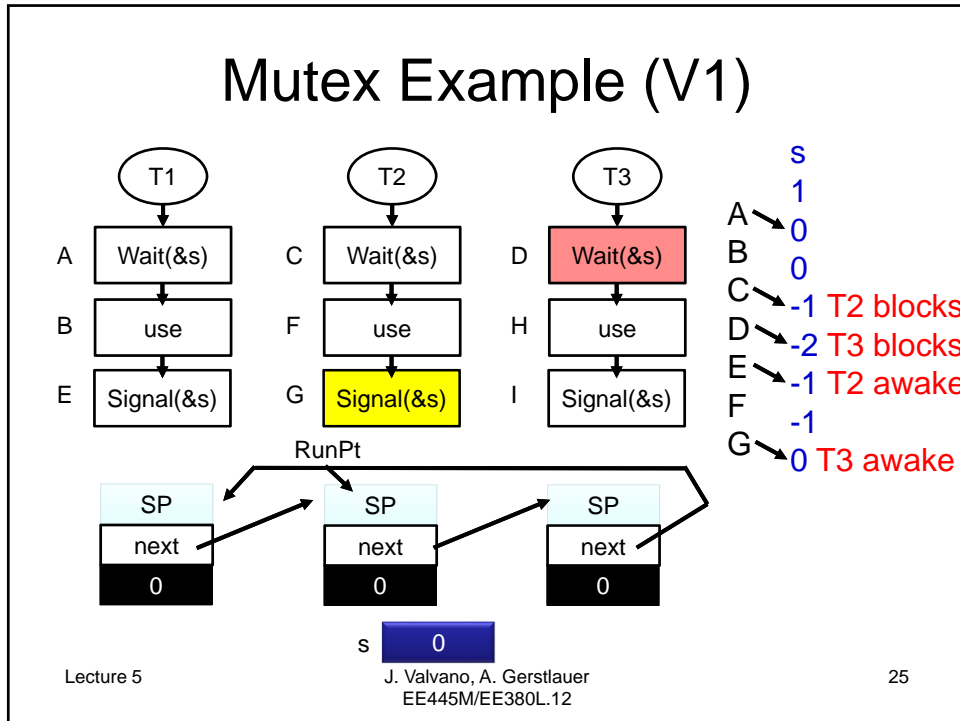 Mutex Example (V1)
T1
T2
T3
A
Wait(&s)
C
Wait(&s)
D
Wait(&s)
B
use
F
use
H
use
E
Signal(&s)
G
Signal(&s)
I
Signal(&s)
s
1
A
0
B
0
C
-1 T2 blocks
D
-2 T3 blocks
E
-1 T2 awake
F
-1
G
0 T3 awake
RunPt
SP
SP
SP
next
next
next
0
0
0
s
0
Lecture 5
J. Valvano, A. Gerstlauer
EE445M/EE380L.12
25